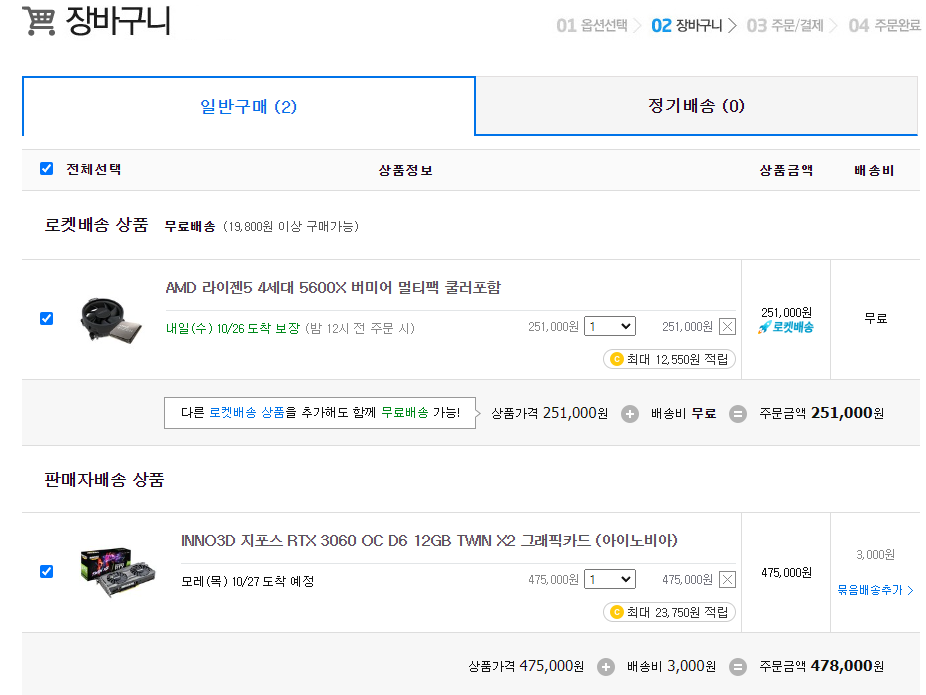 장바구니
01 옵션선택 02 장바구니 03 주문/결제 04 주문완료
일반구매 (2)
정기배송 (0)
전체선택 상품정보 상품금액 배송비
로켓배송 상품 무료배송 (19,800원 이상 구매가능)
AMD 라이젠5 4세대 5600X 버미어 멀티팩 쿨러포함
내일(수) 10/26 도착 보장 (밤 12시 전 주문 시) 251,000원 1 251,000원
C 최대 12,550원 적립
251,000원
로켓배송
무료
다른 로켓배송 상품을 추가해도 함께 무료배송 가능! 상품가격 251,000원 + 배송비 무료 = 주문금액 251,000원
판매자배송 상품
INNO3D 지포스 RTX 3060 OC D6 12GB TWIN X2 그래픽카드 (아이노비아)
모레(목) 10/27 도착 예정 475,000원 1 475,000원
C 최대 23,750원 적립
475,000원
3,000원
묶음배송추가 >
상품가격 475,000원 + 배송비 3,000원 = 주문금액 478,000원